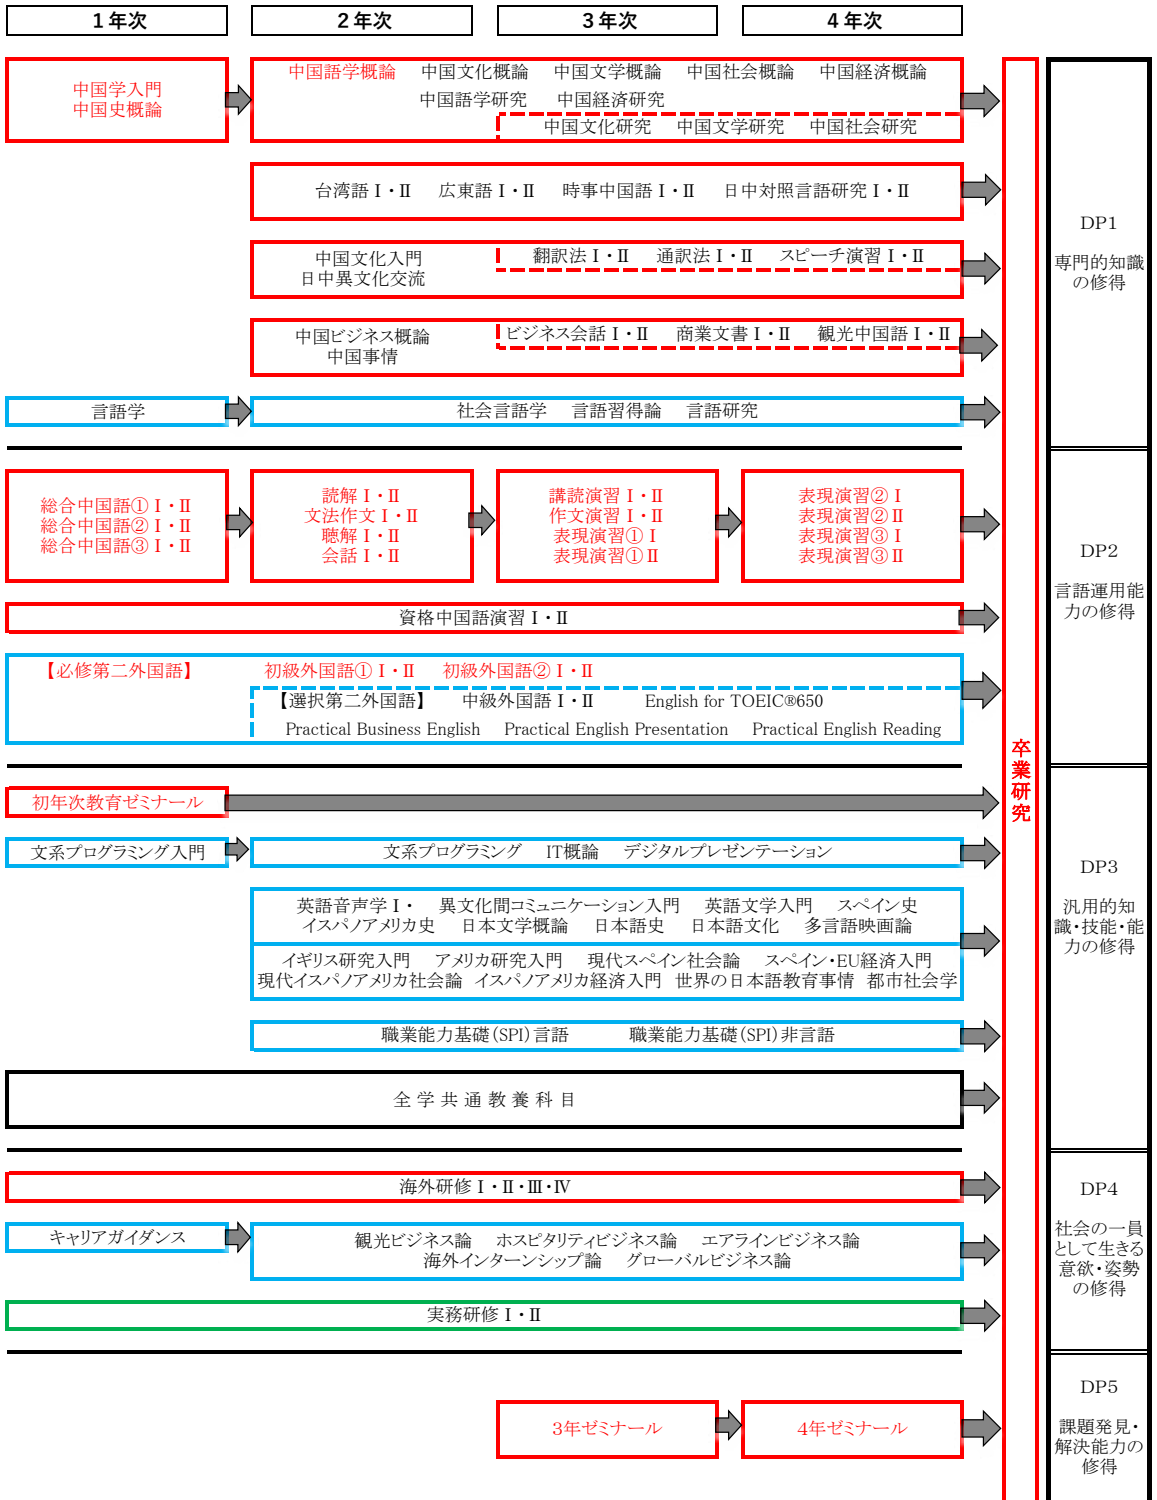 1年次
2年次
3年次
4年次
中国学入門
中国史概論
中国語学概論 中国文化概論 中国文学概論 中国社会概論 中国経済概論
中国語学研究 中国経済研究
中国文化研究 中国文学研究 中国社会研究
台湾語Ⅰ・Ⅱ 広東語Ⅰ・Ⅱ 時事中国語Ⅰ・Ⅱ 日中対照言語研究Ⅰ・Ⅱ
中国文化入門
日中異文化交流
翻訳法Ⅰ・Ⅱ 通訳法Ⅰ・Ⅱ スピーチ演習Ⅰ・Ⅱ
中国ビジネス概論
中国事情
ビジネス会話Ⅰ・Ⅱ 商業文書Ⅰ・Ⅱ 観光中国語Ⅰ・Ⅱ
言語学
社会言語学 言語習得論 言語研究
DP1
専門的知識
の修得
総合中国語①Ⅰ・Ⅱ
総合中国語②Ⅰ・Ⅱ
総合中国語③Ⅰ・Ⅱ
読解Ⅰ・Ⅱ
文法作文Ⅰ・Ⅱ
聴解Ⅰ・Ⅱ
会話Ⅰ・Ⅱ
講読演習Ⅰ・Ⅱ
作文演習Ⅰ・Ⅱ
表現演習①Ⅰ
表現演習①Ⅱ
表現演習②Ⅰ
表現演習②Ⅱ
表現演習③Ⅰ
表現演習③Ⅱ
資格中国語演習Ⅰ・Ⅱ
【必修第二外国語】 初級外国語①Ⅰ・Ⅱ 初級外国語②Ⅰ・Ⅱ
【選択第二外国語】 中級外国語Ⅰ・Ⅱ English for TOEIC®650
Practical Business English Practical English Presentation Practical English Reading
DP2
言語運用能
力の修得
卒業研究
初年次教育ゼミナール
文系プログラミング入門
文系プログラミング IT概論 デジタルプレゼンテーション
英語音声学Ⅰ・ 異文化間コミュニケーション入門 英語文学入門 スペイン史
イスパノアメリカ史 日本文学概論 日本語史 日本語文化 多言語映画論
イギリス研究入門 アメリカ研究入門 現代スペイン社会論 スペイン・EU経済入門
現代イスパノアメリカ社会論 イスパノアメリカ経済入門 世界の日本語教育事情 都市社会学
職業能力基礎（SPI）言語 職業能力基礎（SPI）非言語
全学共通教養科目
DP3
汎用的知
識・技能・能
力の修得
海外研修Ⅰ・Ⅱ・Ⅲ・Ⅳ
キャリアガイダンス
観光ビジネス論 ホスピタリティビジネス論 エアラインビジネス論
海外インターンシップ論 グローバルビジネス論
実務研修Ⅰ・Ⅱ
DP4
社会の一員
として生きる
意欲・姿勢
の修得
3年ゼミナール
4年ゼミナール
DP5
課題発見・
解決能力の
修得